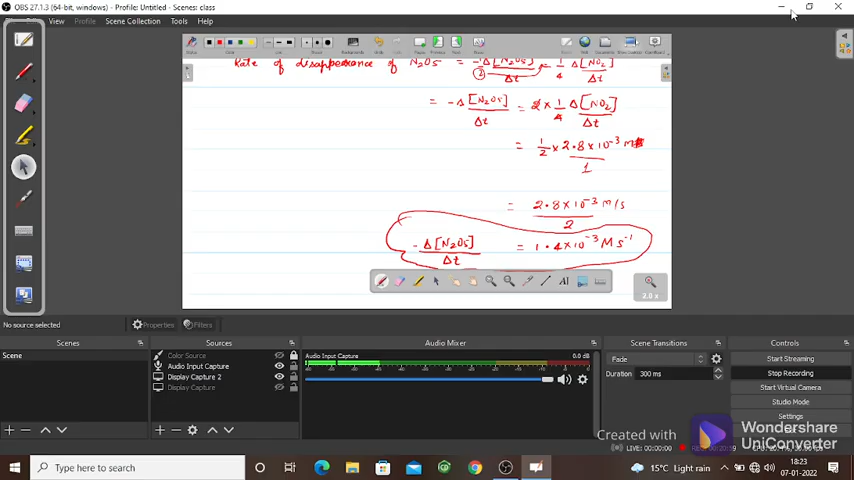 OBS 27.1.3 (64-bit, windows) - Profile: Untitled - Scenes: class
View Profile Scene Collection Tools Help
Rate of disappearance of N2O5 = -1Δ[N2O5] / 2 Δt = 1 Δ[NO2] / 4 Δt
= -Δ[N2O5] / Δt = 2 × 1/4 Δ[NO2] / Δt
= 1/2 × 2.8×10⁻³ M / 1
= 2.8×10⁻³ M/s / 2
-Δ[N2O5] / Δt = 1.4×10⁻³ M s⁻¹
2.0 x
No source selected
Properties
Filters
Scenes
Sources
Audio Mixer
Scene Transitions
Controls
Scene
Color Source
Audio Input Capture
Display Capture 2
Display Capture
Audio Input Capture
0.0 dB
Fade
Duration 300 ms
Start Streaming
Stop Recording
Start Virtual Camera
Studio Mode
Settings
Created with
Wondershare
UniConverter
LIVE: 00:00:00
Type here to search
15°C Light rain
18:23
07-01-2022